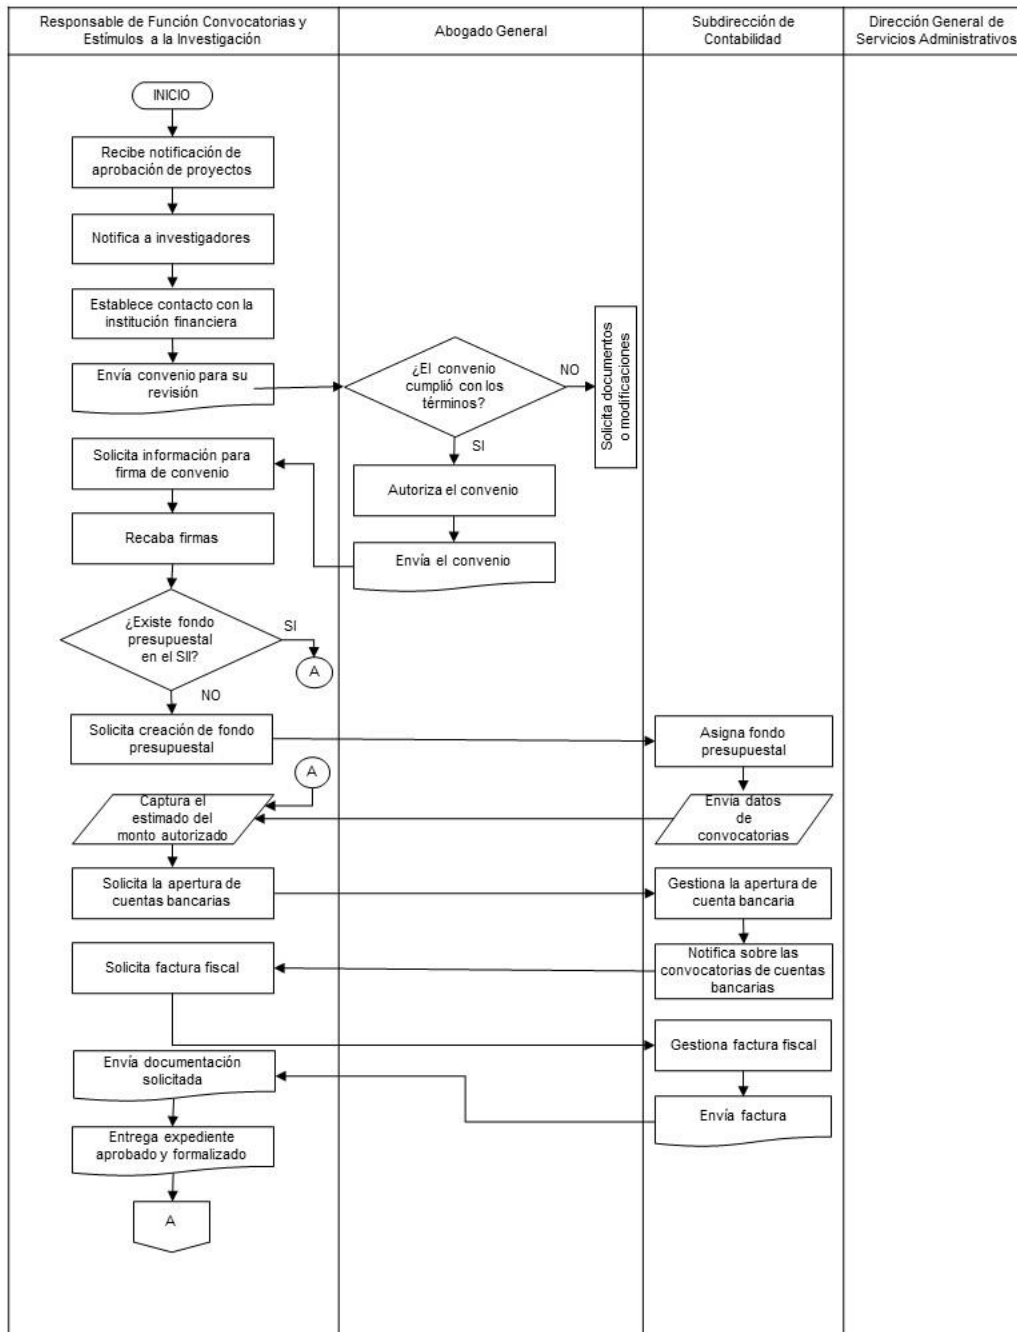 Responsable de Función Convocatorias y
Estímulos a la Investigación
Abogado General
Subdirección de
Contabilidad
Dirección General de
Servicios Administrativos
INICIO
Recibe notificación de
aprobación de proyectos
Notifica a investigadores
Establece contacto con la
institución financiera
Envía convenio para su
revisión
¿El convenio
cumplió con los
términos?
NO
Solicita documentos
o modificaciones
SI
Solicita información para
firma de convenio
Autoriza el convenio
Recaba firmas
Envía el convenio
¿Existe fondo
presupuestal
en el SII?
SI
A
NO
Solicita creación de fondo
presupuestal
Asigna fondo
presupuestal
A
Captura el
estimado del
monto autorizado
Envía datos
de
convocatorias
Solicita la apertura de
cuentas bancarias
Gestiona la apertura de
cuenta bancaria
Solicita factura fiscal
Notifica sobre las
convocatorias de cuentas
bancarias
Gestiona factura fiscal
Envía documentación
solicitada
Envía factura
Entrega expediente
aprobado y formalizado
A